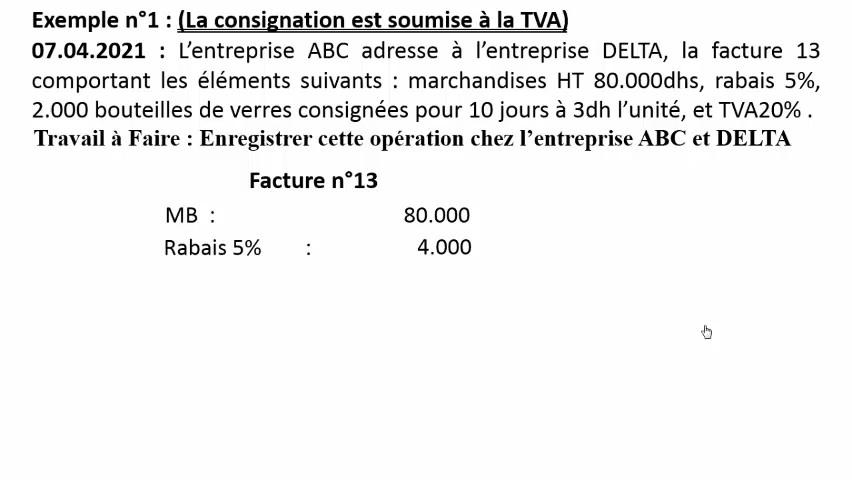 Exemple n°1 : (La consignation est soumise à la TVA)
07.04.2021 : L’entreprise ABC adresse à l’entreprise DELTA, la facture 13
comportant les éléments suivants : marchandises HT 80.000dhs, rabais 5%,
2.000 bouteilles de verres consignées pour 10 jours à 3dh l’unité, et TVA20% .
Travail à Faire : Enregistrer cette opération chez l’entreprise ABC et DELTA
Facture n°13
MB : 80.000
Rabais 5% : 4.000